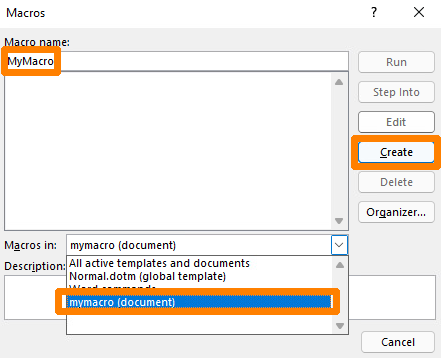 Macros
?
Macro name:
MyMacro
Run
Step Into
Edit
Create
Delete
Organizer...
Macros in:
mymacro (document)
All active templates and documents
Normal.dotm (global template)
Word commands
mymacro (document)
Description:
Cancel